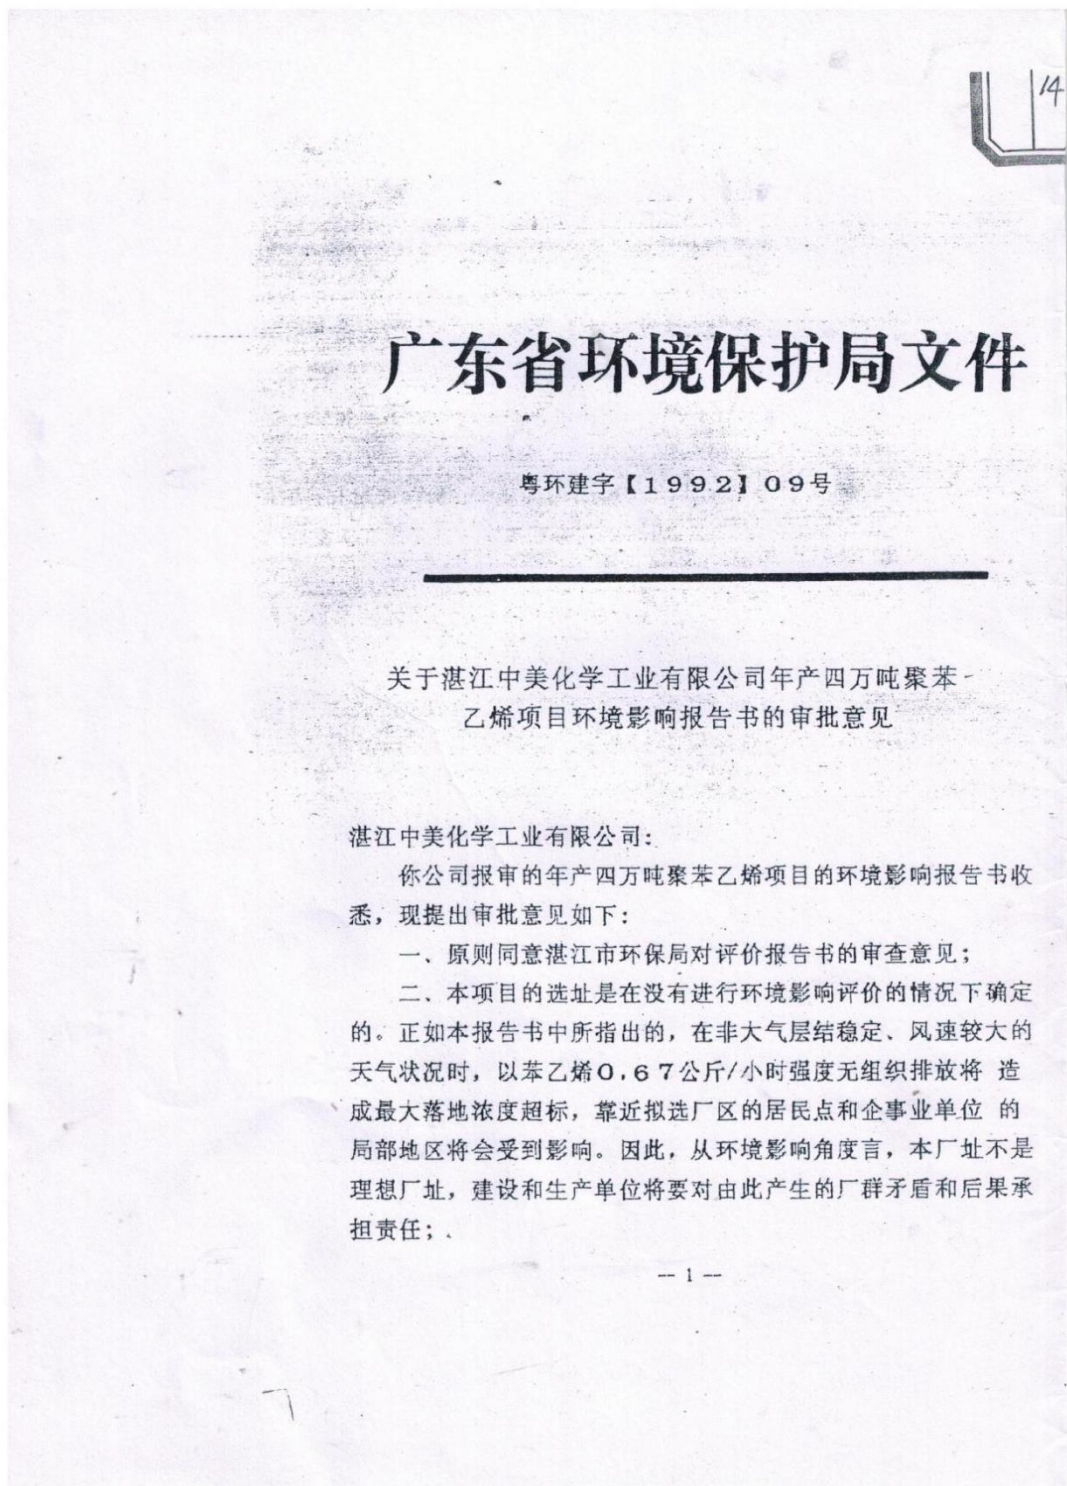 14
广东省环境保护局文件
粤环建字【1992】09号
关于湛江中美化学工业有限公司年产四万吨聚苯
乙烯项目环境影响报告书的审批意见
湛江中美化学工业有限公司:
你公司报审的年产四万吨聚苯乙烯项目的环境影响报告书收
悉，现提出审批意见如下:
一、原则同意湛江市环保局对评价报告书的审查意见;
二、本项目的选址是在没有进行环境影响评价的情况下确定
的。正如本报告书中所指出的，在非大气层结稳定、风速较大的
天气状况时，以苯乙烯0.67公斤/小时强度无组织排放将 造
成最大落地浓度超标，靠近拟选厂区的居民点和企事业单位 的
局部地区将会受到影响。因此，从环境影响角度言，本厂址不是
理想厂址，建设和生产单位将要对由此产生的厂群矛盾和后果承
担责任;
-- 1 --